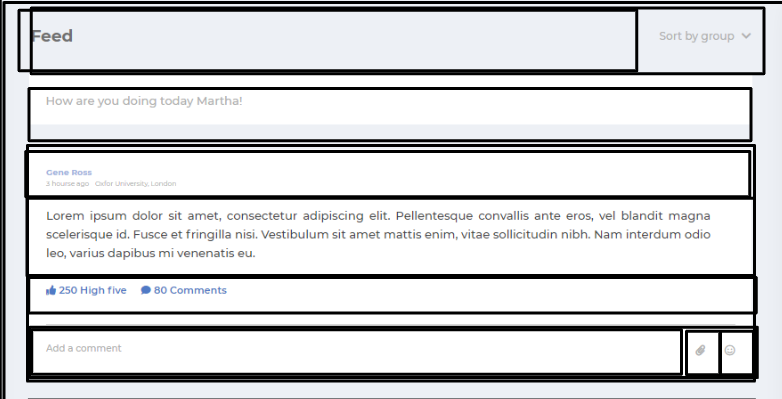 Feed
Sort by group
How are you doing today Martha!
Gene Ross
3 hourse ago Oxfor University, London
Lorem ipsum dolor sit amet, consectetur adipiscing elit. Pellentesque convallis ante eros, vel blandit magna
scelerisque id. Fusce et fringilla nisi. Vestibulum sit amet mattis enim, vitae sollicitudin nibh. Nam interdum odio
leo, varius dapibus mi venenatis eu.
250 High five 80 Comments
Add a comment